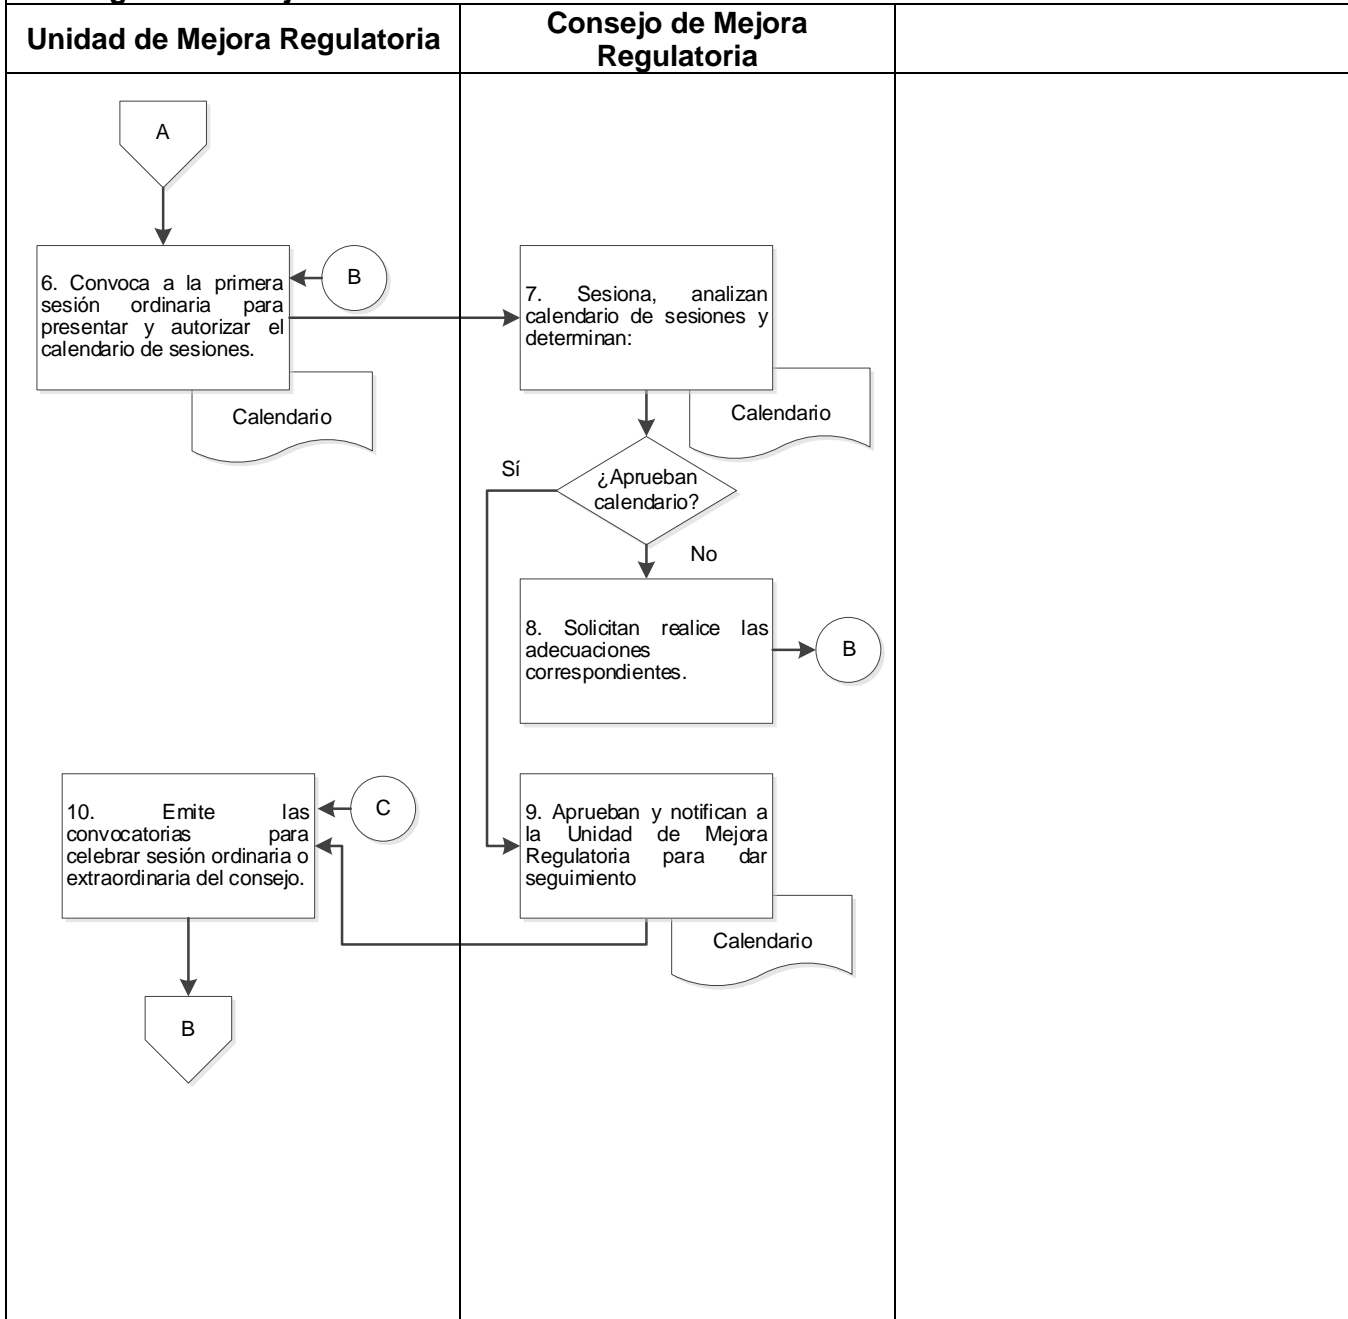 Unidad de Mejora Regulatoria
Consejo de Mejora
Regulatoria
A
6. Convoca a la primera
sesión ordinaria para
presentar y autorizar el
calendario de sesiones.
B
Calendario
7. Sesiona, analizan
calendario de sesiones y
determinan:
Calendario
¿Aprueban
calendario?
Sí
No
8. Solicitan realice las
adecuaciones
correspondientes.
B
9. Aprueban y notifican a
la Unidad de Mejora
Regulatoria para dar
seguimiento
Calendario
10. Emite las
convocatorias para
celebrar sesión ordinaria o
extraordinaria del consejo.
C
B